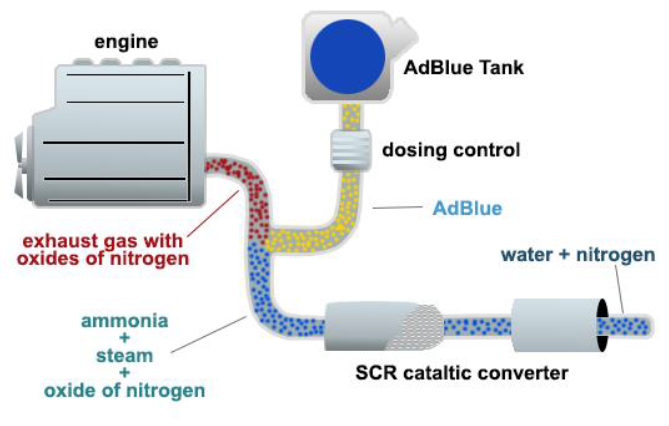 engine
AdBlue Tank
dosing control
AdBlue
exhaust gas with
oxides of nitrogen
water + nitrogen
ammonia
+
steam
+
oxide of nitrogen
SCR cataltic converter